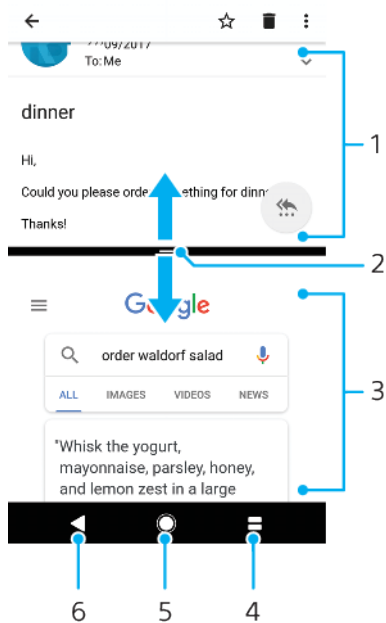 09/2017
To: Me
1
dinner
Hi,
Could you please orde ething for dinn
Thanks!
2
Google
order waldorf salad
ALL IMAGES VIDEOS NEWS
3
"Whisk the yogurt,
mayonnaise, parsley, honey,
and lemon zest in a large
6 5 4